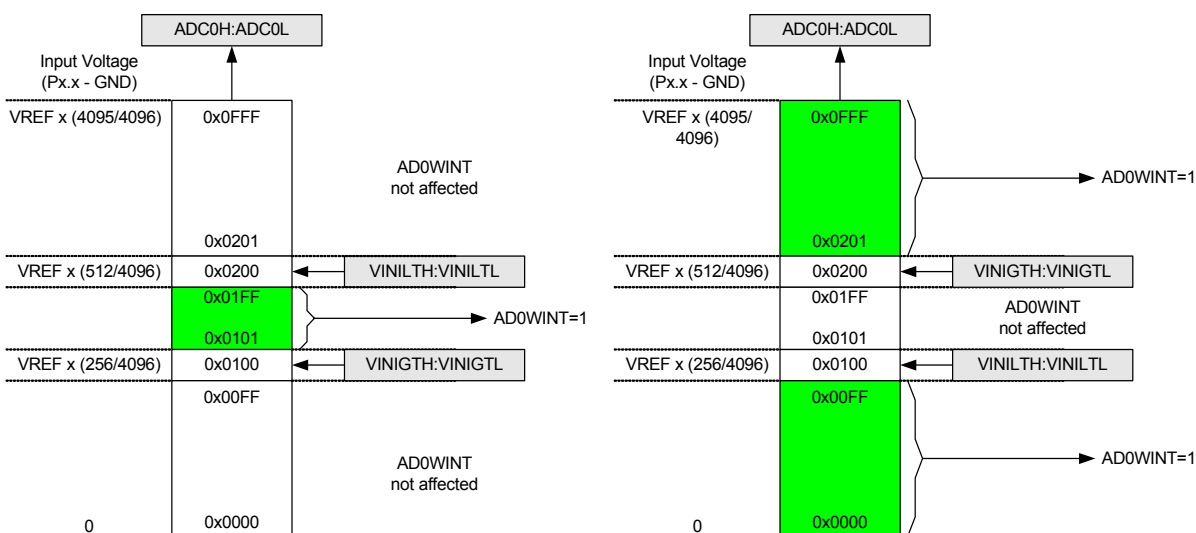 ADC0H:ADC0L
Input Voltage
(Px.x - GND)
VREF x (4095/4096)
0x0FFF
AD0WINT
not affected
0x0201
VREF x (512/4096)
0x0200
VINILTH:VINILTL
0x01FF
AD0WINT=1
0x0101
VREF x (256/4096)
0x0100
VINIGTH:VINIGTL
0x00FF
AD0WINT
not affected
0
0x0000
ADC0H:ADC0L
Input Voltage
(Px.x - GND)
VREF x (4095/
4096)
0x0FFF
AD0WINT=1
0x0201
VREF x (512/4096)
0x0200
VINIGTH:VINIGTL
0x01FF
AD0WINT
not affected
0x0101
VREF x (256/4096)
0x0100
VINILTH:VINILTL
0x00FF
AD0WINT=1
0
0x0000